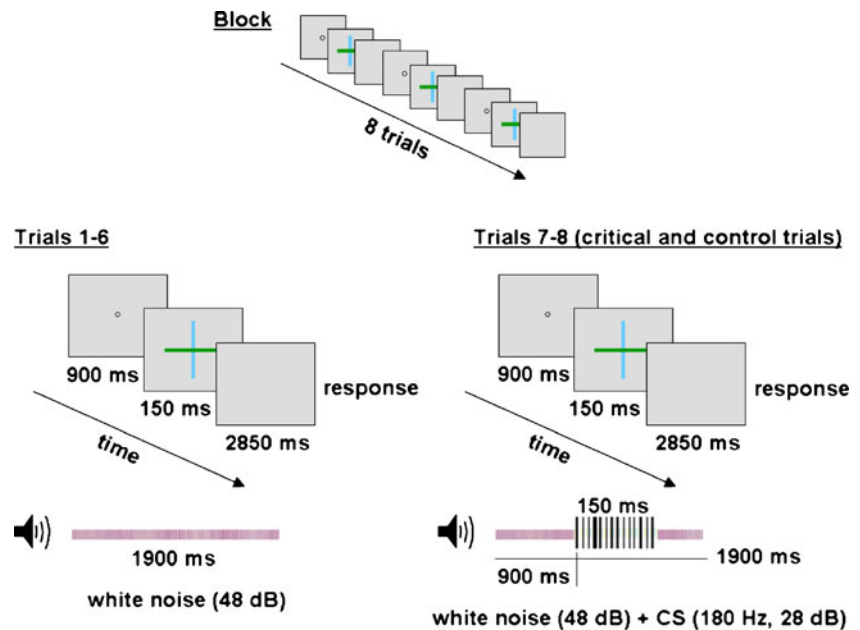 Block
8 trials
Trials 1-6
900 ms
150 ms
2850 ms
response
time
1900 ms
white noise (48 dB)
Trials 7-8 (critical and control trials)
900 ms
150 ms
2850 ms
response
time
150 ms
900 ms
1900 ms
white noise (48 dB) + CS (180 Hz, 28 dB)